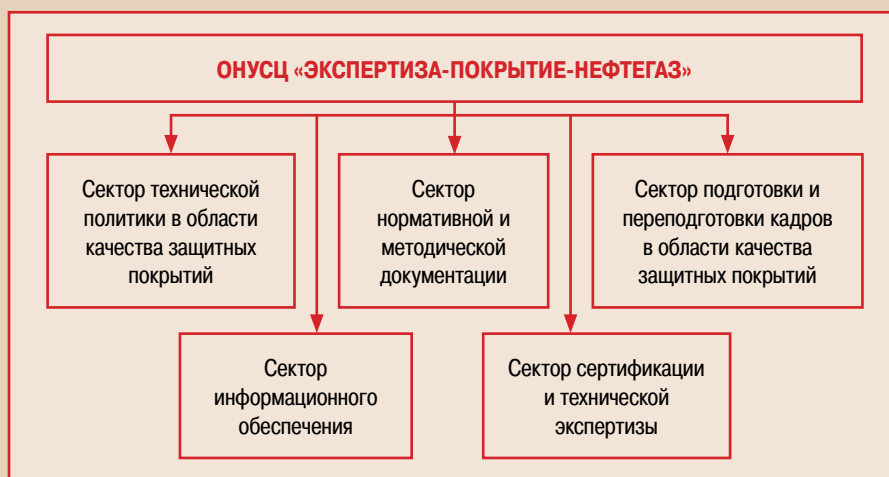 ОНУСЦ «ЭКСПЕРТИЗА-ПОКРЫТИЕ-НЕФТЕГАЗ»
Сектор технической
политики в области
качества защитных
покрытий
Сектор
нормативной и
методической
документации
Сектор подготовки и
переподготовки кадров
в области качества
защитных покрытий
Сектор
информационного
обеспечения
Сектор сертификации
и технической
экспертизы